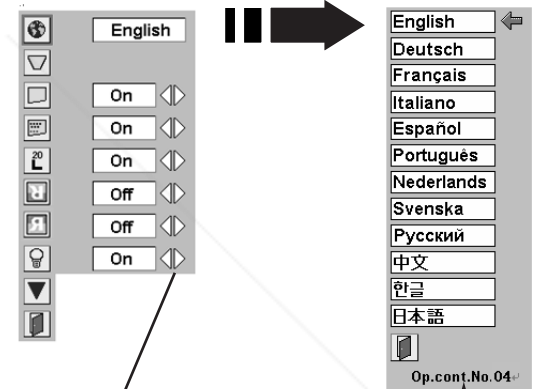 English
On
On
20
L
On
Off
Off
On
English
Deutsch
Français
Italiano
Español
Português
Nederlands
Svenska
Русский
中文
한글
日本語
Op.cont.No.04